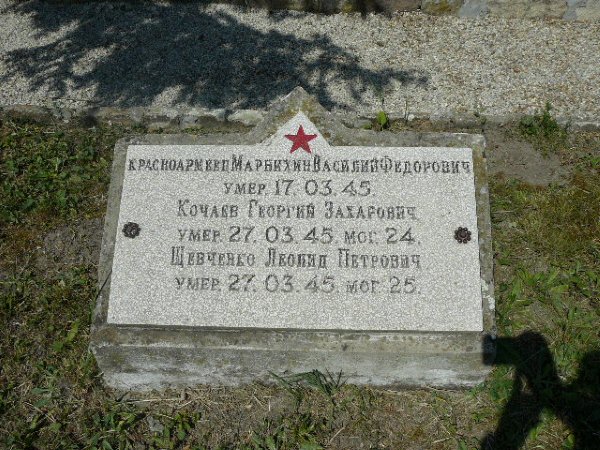 КРАСНОАРМЕЕЦ МАРНИХИН ВАСИЛИЙ ФЕДОРОВИЧ
УМЕР. 17. 03. 45.
КОЧАЕВ ГЕОРГИЙ ЗАХАРОВИЧ.
УМЕР. 27. 03. 45. МОГ. 24.
ШЕВЧЕНКО ЛЕОНИД ПЕТРОВИЧ
УМЕР. 27. 03. 45. МОГ. 25.